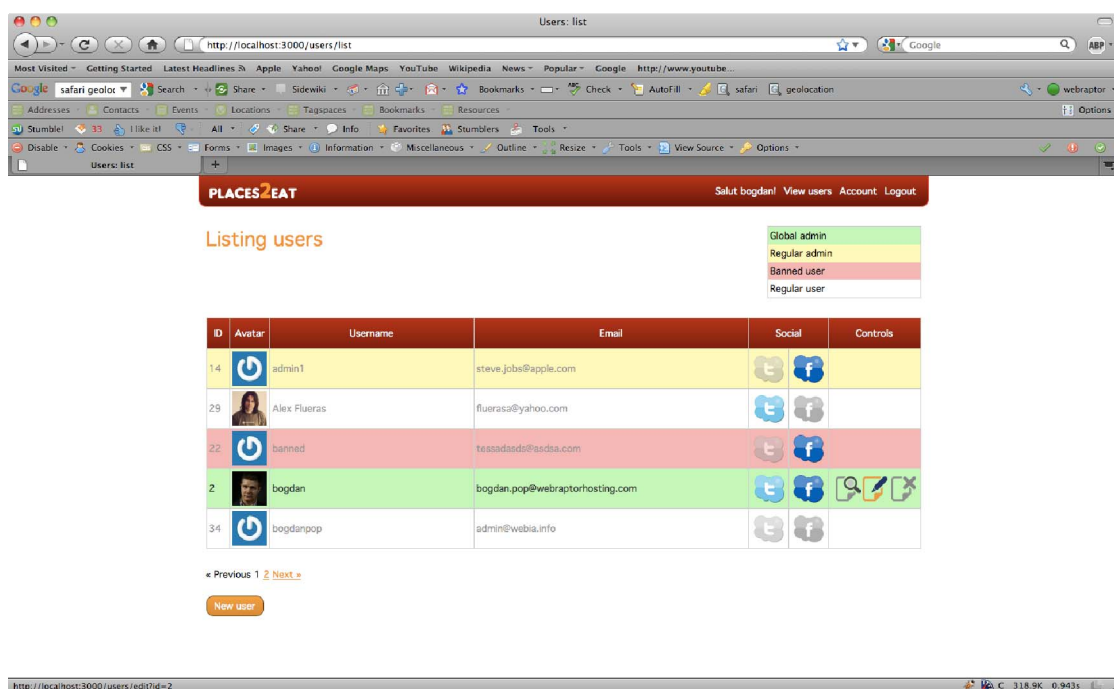 Users: list
http://localhost:3000/users/list Google ABP
Most Visited Getting Started Latest Headlines Apple Yahoo! Google Maps YouTube Wikipedia News Popular Google http://www.youtube...
Google safari geoloc Search Share Sidewiki Bookmarks Check AutoFill safari geolocation webraptor
Addresses Contacts Events Locations Tagspaces Bookmarks Resources Options
Stumble! 33 I like it! All Share Info Favorites Stumblers Tools
Disable Cookies CSS Forms Images Information Miscellaneous Outline Resize Tools View Source Options
Users: list
PLACES2EAT Salut bogdan! View users Account Logout
Listing users
Global admin
Regular admin
Banned user
Regular user
ID Avatar Username Email Social Controls
14 admin1 steve.jobs@apple.com
29 Alex Flueras fluerasa@yahoo.com
22 banned tessadasds@asdsa.com
2 bogdan bogdan.pop@webraptorhosting.com
34 bogdanpop admin@webia.info
« Previous 1 2 Next »
New user
http://localhost:3000/users/edit?id=2 C 318.9K 0.943s